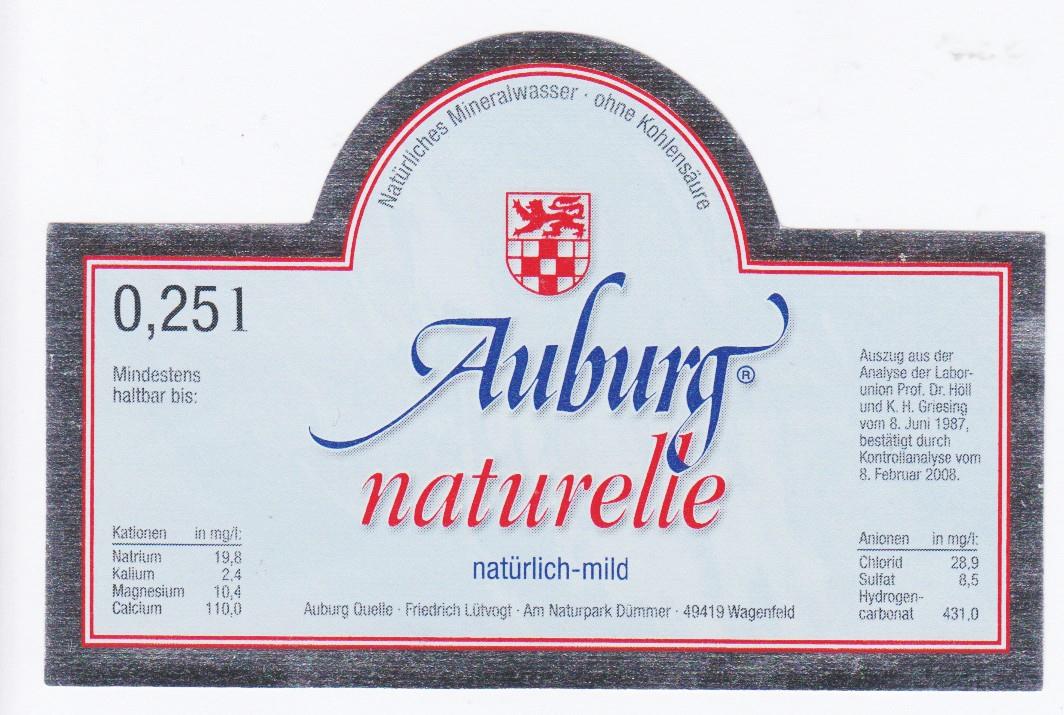 Natürliches Mineralwasser · ohne Kohlensäure
0,25 l
Mindestens
haltbar bis:
Auburg®
naturelle
natürlich-mild
Auszug aus der
Analyse der Labor-
union Prof. Dr. Höll
und K. H. Griesing
vom 8. Juni 1987,
bestätigt durch
Kontrollanalyse vom
8. Februar 2008.
Kationen in mg/l:
Natrium 19,8
Kalium 2,4
Magnesium 10,4
Calcium 110,0
Anionen in mg/l:
Chlorid 28,9
Sulfat 8,5
Hydrogen-
carbonat 431,0
Auburg Quelle · Friedrich Lütvogt · Am Naturpark Dümmer · 49419 Wagenfeld